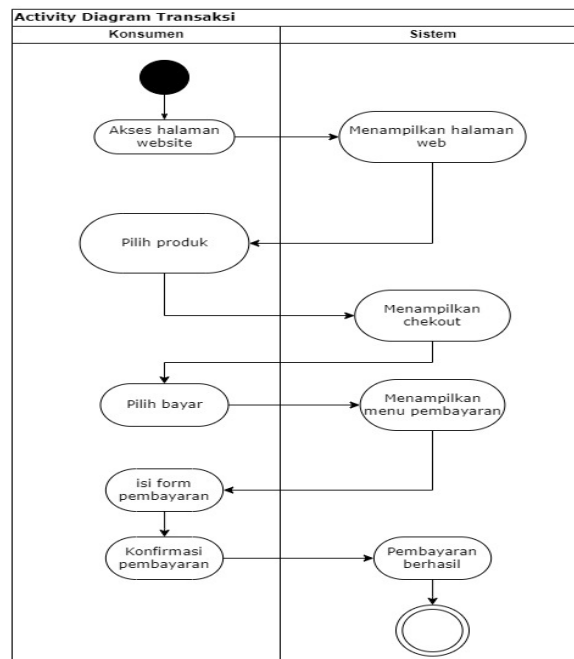 Activity Diagram Transaksi
Konsumen
Sistem
Akses halaman
website
Menampilkan halaman
web
Pilih produk
Menampilkan
chekout
Pilih bayar
Menampilkan
menu pembayaran
isi form
pembayaran
Konfirmasi
pembayaran
Pembayaran
berhasil